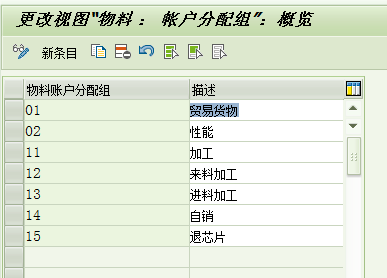 更改视图"物料： 帐户分配组"：概览
新条目
物料账户分配组 描述
01 贸易货物
02 性能
11 加工
12 来料加工
13 进料加工
14 自销
15 退芯片